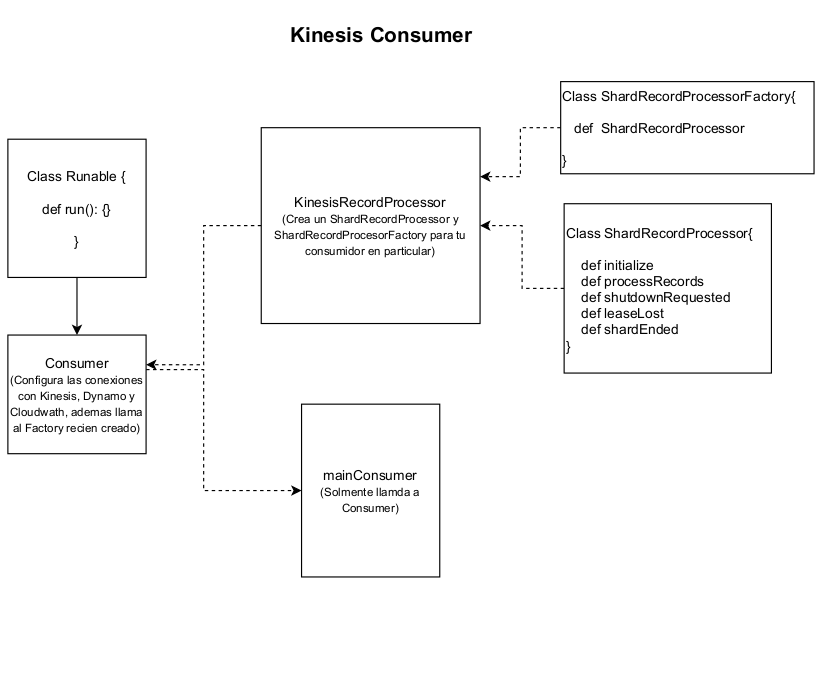 Kinesis Consumer
Class ShardRecordProcessorFactory{
def  ShardRecordProcessor
}
Class Runable {
def run(): {}
}
KinesisRecordProcessor
(Crea un ShardRecordProcessor y
ShardRecordProcesorFactory para tu
consumidor en particular)
Class ShardRecordProcessor{
def initialize
def processRecords
def shutdownRequested
def leaseLost
def shardEnded
}
Consumer
(Configura las conexiones
con Kinesis, Dynamo y
Cloudwath, ademas llama
al Factory recien creado)
mainConsumer
(Solmente llamda a
Consumer)